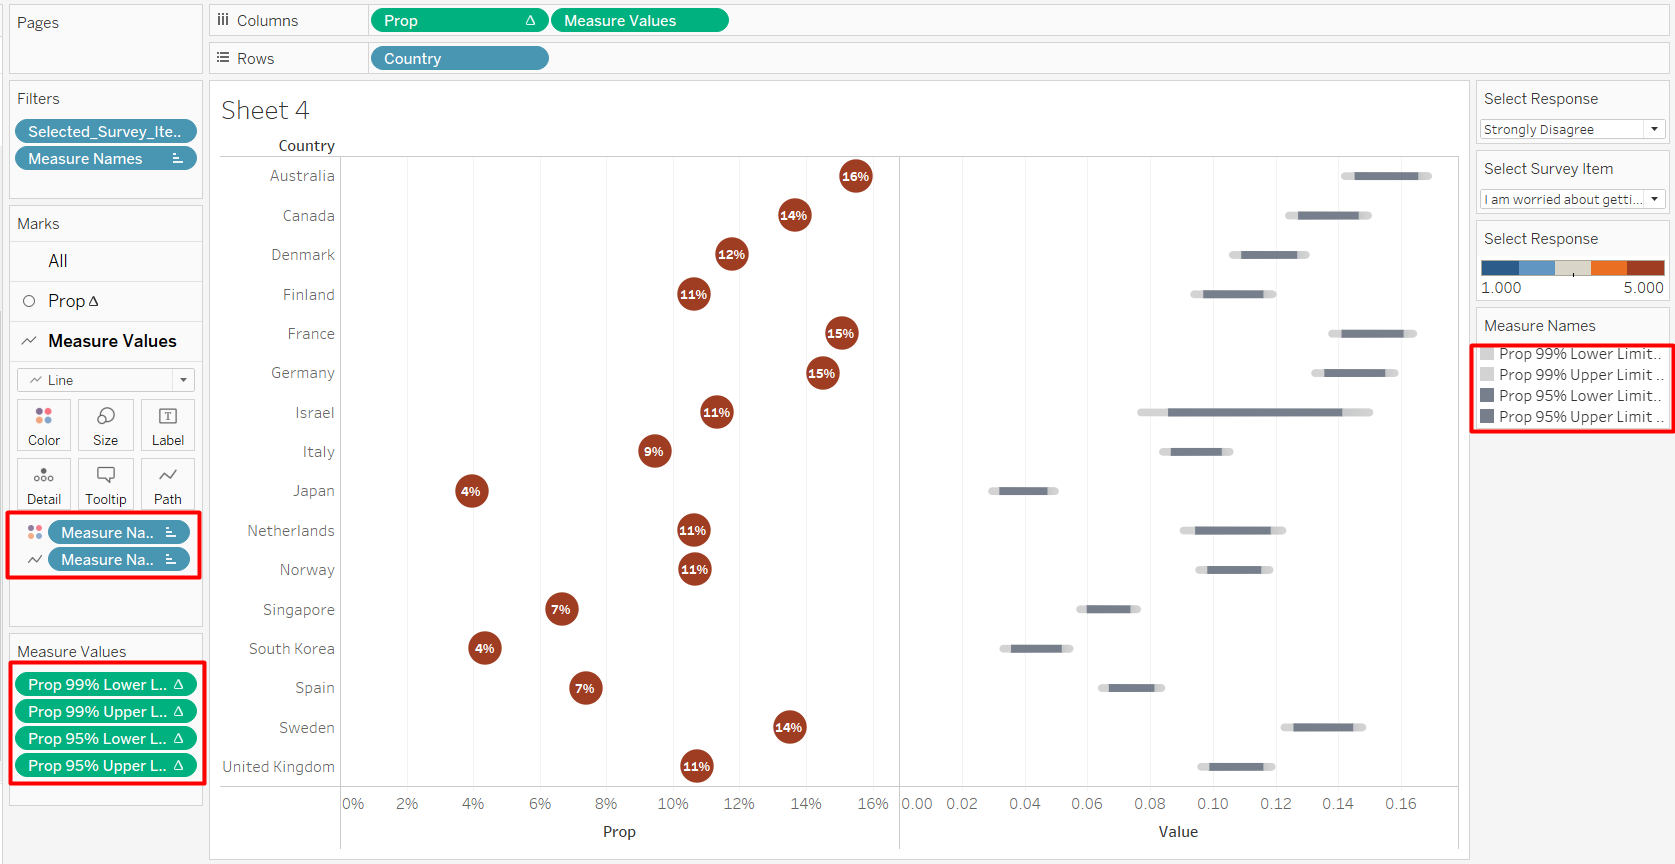 Pages
Columns
Prop Δ
Measure Values
Rows
Country
Filters
Selected_Survey_Ite..
Measure Names
Marks
All
Prop Δ
Measure Values
Line
Color
Size
Label
Detail
Tooltip
Path
Measure Na..
Measure Na..
Measure Values
Prop 99% Lower L.. Δ
Prop 99% Upper L.. Δ
Prop 95% Lower L.. Δ
Prop 95% Upper L.. Δ
Sheet 4
Country
Australia 16%
Canada 14%
Denmark 12%
Finland 11%
France 15%
Germany 15%
Israel 11%
Italy 9%
Japan 4%
Netherlands 11%
Norway 11%
Singapore 7%
South Korea 4%
Spain 7%
Sweden 14%
United Kingdom 11%
0% 2% 4% 6% 8% 10% 12% 14% 16%
Prop
0.00 0.02 0.04 0.06 0.08 0.10 0.12 0.14 0.16
Value
Select Response
Strongly Disagree
Select Survey Item
I am worried about getti...
Select Response
1.000 5.000
Measure Names
Prop 99% Lower Limit..
Prop 99% Upper Limit ..
Prop 95% Lower Limit..
Prop 95% Upper Limit ..